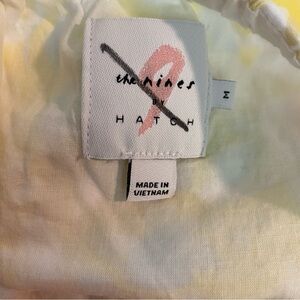 the nines
BY
HATCH
M
MADE IN
VIETNAM